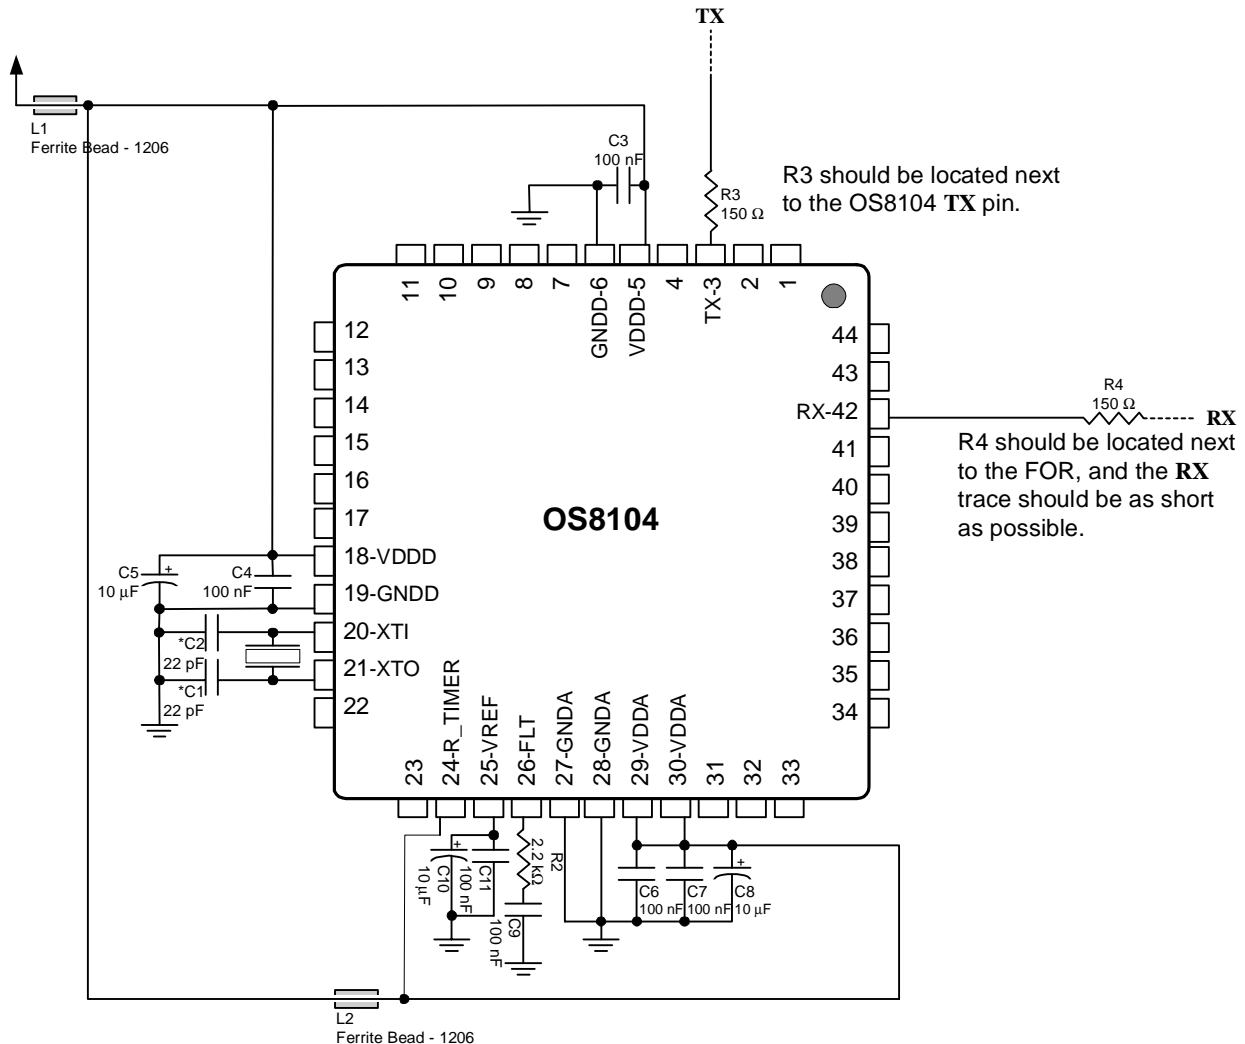 TX
L1
Ferrite Bead - 1206
C3
100 nF
R3
150 Ω
R3 should be located next
to the OS8104 TX pin.
11
10
9
8
7
GNDD-6
VDDD-5
4
TX-3
2
1
12
13
14
15
16
17
18-VDDD
19-GNDD
20-XTI
21-XTO
22
44
43
RX-42
41
40
39
38
37
36
35
34
OS8104
R4
150 Ω
RX
R4 should be located next
to the FOR, and the RX
trace should be as short
as possible.
C5
10 µF
+
C4
100 nF
*C2
22 pF
*C1
22 pF
23
24-R_TIMER
25-VREF
26-FLT
27-GNDA
28-GNDA
29-VDDA
30-VDDA
31
32
33
+
C10
10 µF
C11
100 nF
R2
2.2 kΩ
C9
100 nF
C6
100 nF
C7
100 nF
+
C8
10 µF
L2
Ferrite Bead - 1206